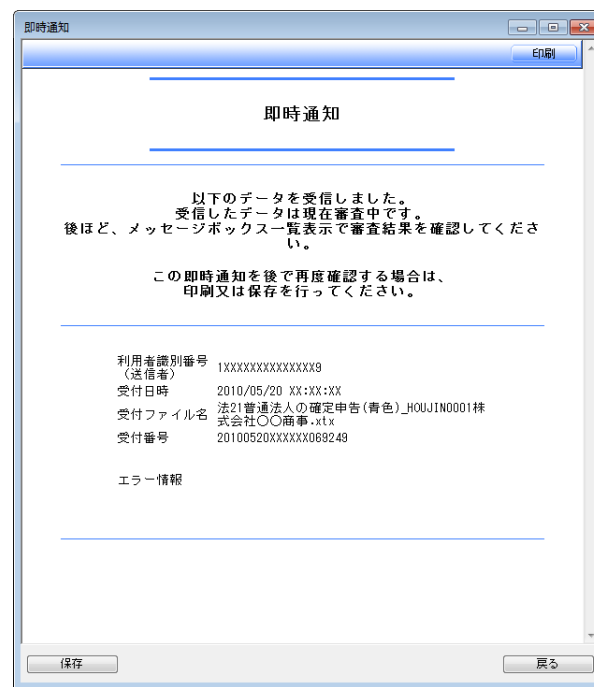 即時通知
印刷
即時通知
以下のデータを受信しました。
受信したデータは現在審査中です。
後ほど、メッセージボックス一覧表示で審査結果を確認してくださ
い。
この即時通知を後で再度確認する場合は、
印刷又は保存を行ってください。
利用者識別番号
(送信者)
1XXXXXXXXXXXXXX9
受付日時 2010/05/20 XX:XX:XX
受付ファイル名 法21普通法人の確定申告(青色)_HOUJIN0001株
式会社〇〇商事.xtx
受付番号 20100520XXXXXX069249
エラー情報
保存 戻る